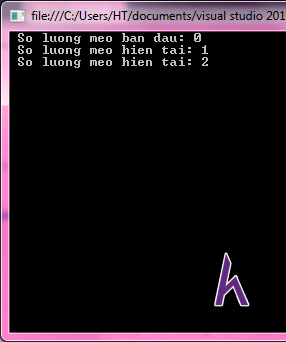 file:///C:/Users/HT/documents/visual studio 201
So luong meo ban dau: 0
So luong meo hien tai: 1
So luong meo hien tai: 2